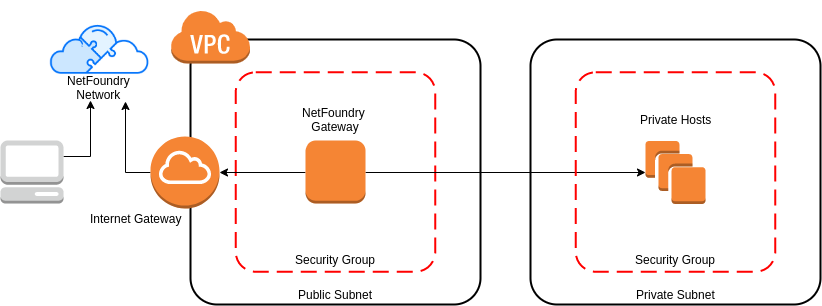 VPC
NetFoundry
Network
NetFoundry
Gateway
Private Hosts
Internet Gateway
Security Group
Security Group
Public Subnet
Private Subnet